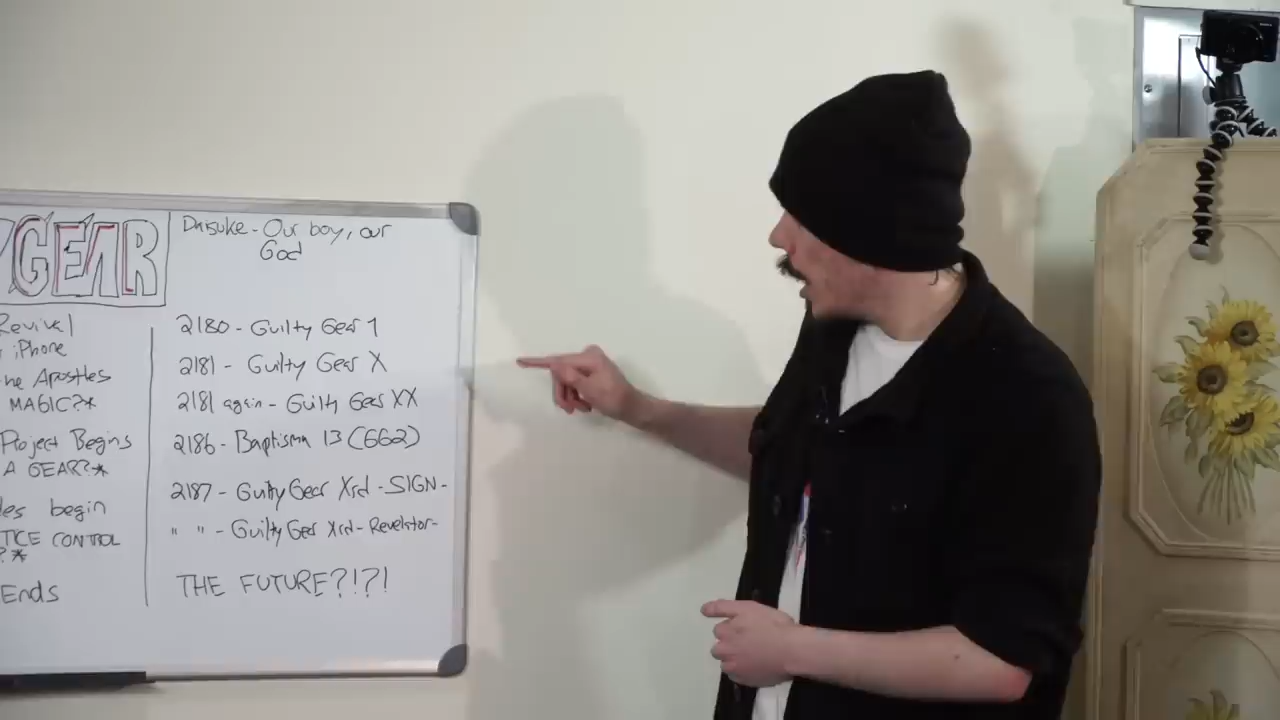 GEAR
Daisuke - Our boy, our
God
Revival
iPhone
he Apostles
MAGIC?*
Project Begins
A GEAR?*
des begin
TICE CONTROL
?*
Ends
2180 - Guilty Gear 1
2181 - Guilty Gear X
2181 again - Guilty Gear XX
2186 - Baptisma 13 (GG2)
2187 - Guilty Gear Xrd - SIGN -
" " - Guilty Gear Xrd - Revelator -
THE FUTURE?!?!